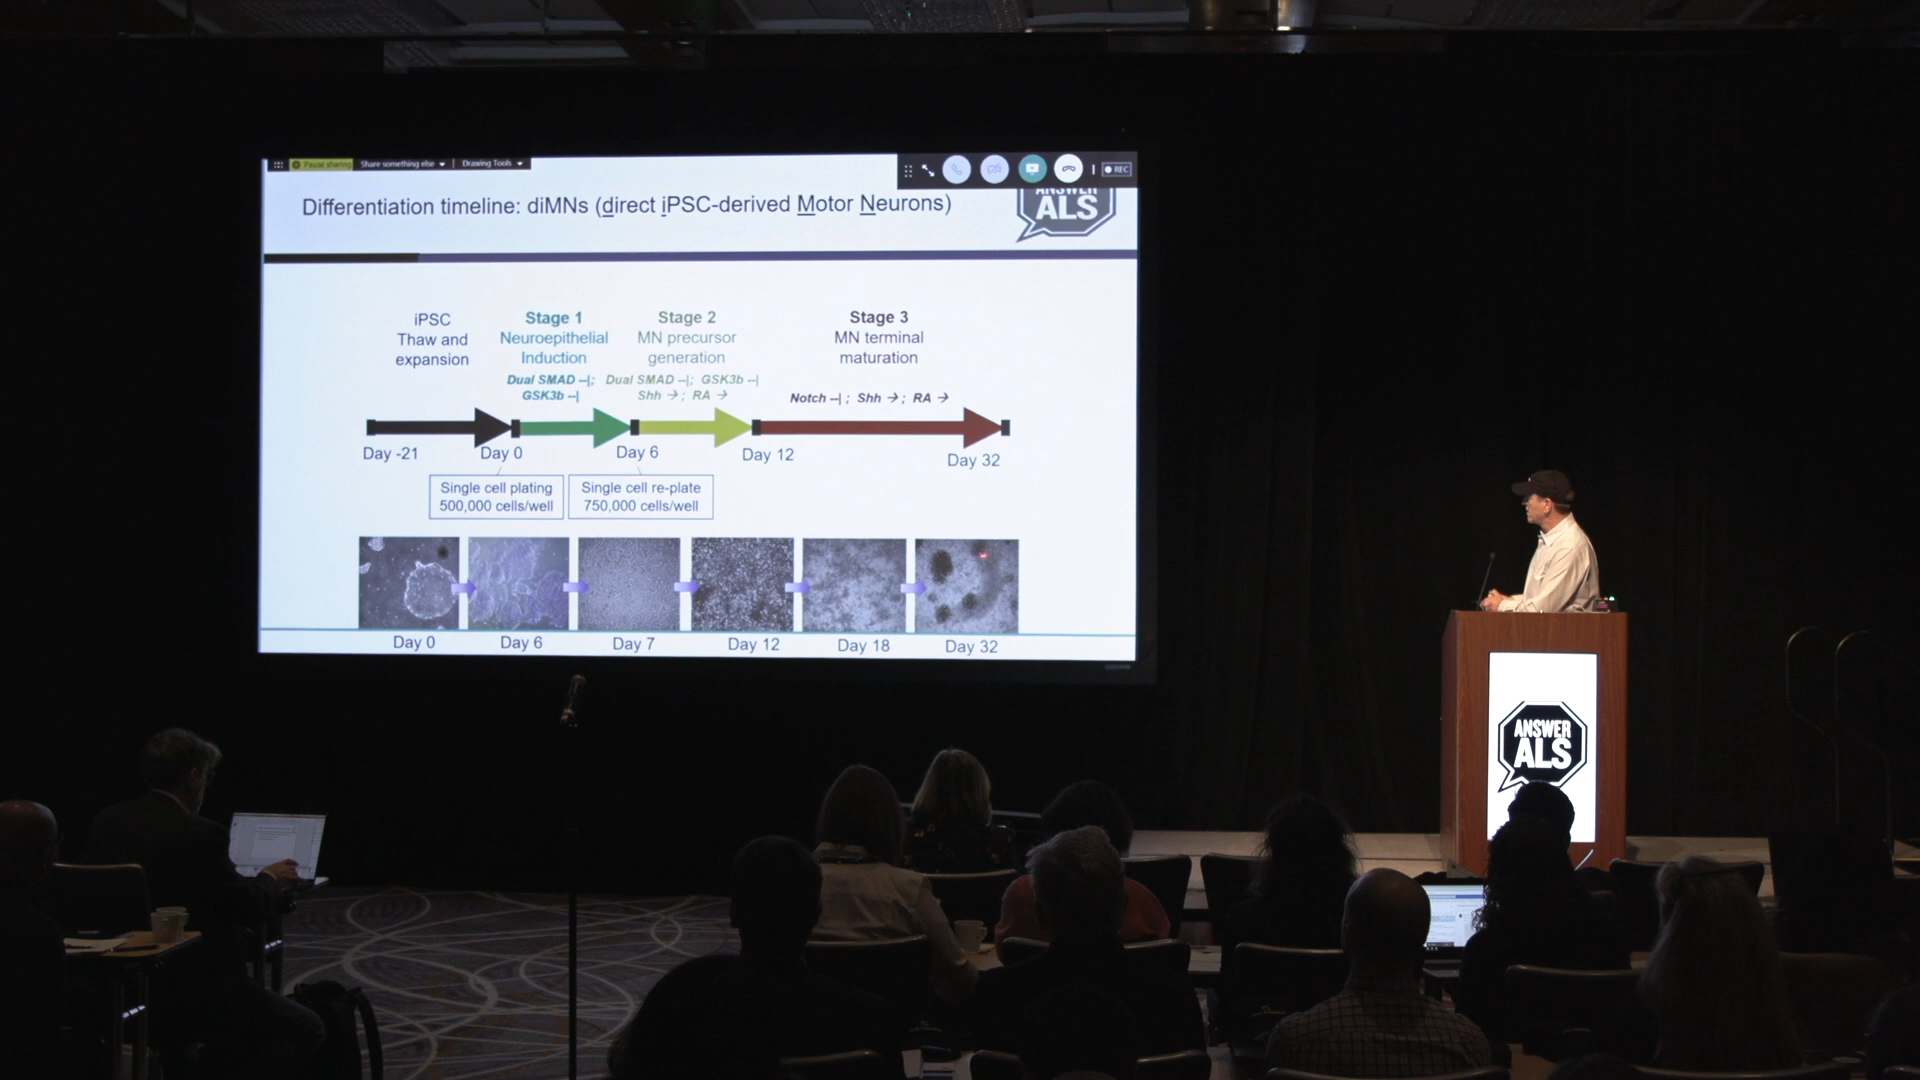 Pause sharing Share something else Drawing Tools
REC
Differentiation timeline: diMNs (direct iPSC-derived Motor Neurons)
ANSWER
ALS
iPSC
Thaw and
expansion
Stage 1
Neuroepithelial
Induction
Dual SMAD --|;
GSK3b --|
Stage 2
MN precursor
generation
Dual SMAD --|; GSK3b --|
Shh → ; RA →
Stage 3
MN terminal
maturation
Notch --| ; Shh → ; RA →
Day -21
Day 0
Day 6
Day 12
Day 32
Single cell plating
500,000 cells/well
Single cell re-plate
750,000 cells/well
Day 0
Day 6
Day 7
Day 12
Day 18
Day 32
ANSWER
ALS